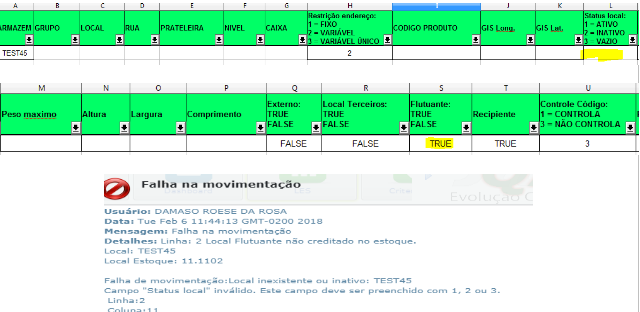 A B C D E F G H I J K L
ARMAZEM GRUPO LOCAL RUA PRATELEIRA NIVEL CAIXA Restrição endereço: CODIGO PRODUTO GIS Long. GIS Lat. Status local:
1 = FIXO 1 = ATIVO
2 = VARIÁVEL 2 = INATIVO
3 = VARIÁVEL ÚNICO 3 = VAZIO
TEST45 2
M N O P Q R S T U
Peso maximo Altura Largura Comprimento Externo: Local Terceiros: Flutuante: Recipiente Controle Código:
TRUE TRUE TRUE 1 = CONTROLA
FALSE FALSE FALSE 3 = NÃO CONTROLA
FALSE FALSE TRUE TRUE 3
Falha na movimentação
Usuário: DAMASO ROESE DA ROSA
Data: Tue Feb 6 11:44:13 GMT-0200 2018
Mensagem: Falha na movimentação
Detalhes: Linha: 2 Local Flutuante não creditado no estoque.
Local: TEST45
Local Estoque: 11.1102
Falha de movimentação:Local inexistente ou inativo: TEST45
Campo "Status local" inválido. Este campo deve ser preenchido com 1, 2 ou 3.
Linha:2
Coluna:11